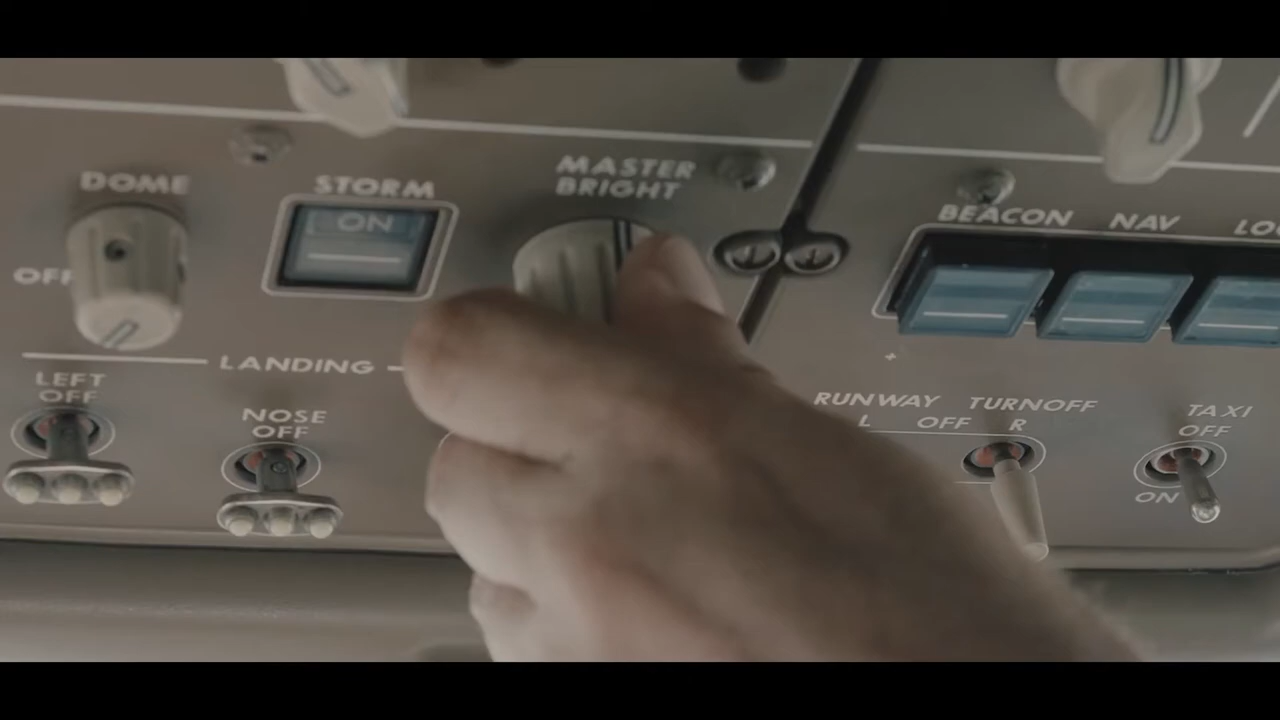 DOME
OFF
STORM
ON
MASTER
BRIGHT
LANDING
LEFT
OFF
NOSE
OFF
BEACON NAV
RUNWAY TURNOFF
L OFF R
TAXI
OFF
ON